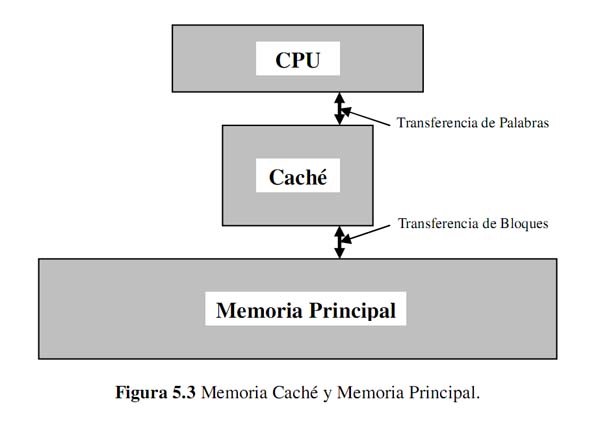 CPU
Transferencia de Palabras
Caché
Transferencia de Bloques
Memoria Principal
Figura 5.3 Memoria Caché y Memoria Principal.